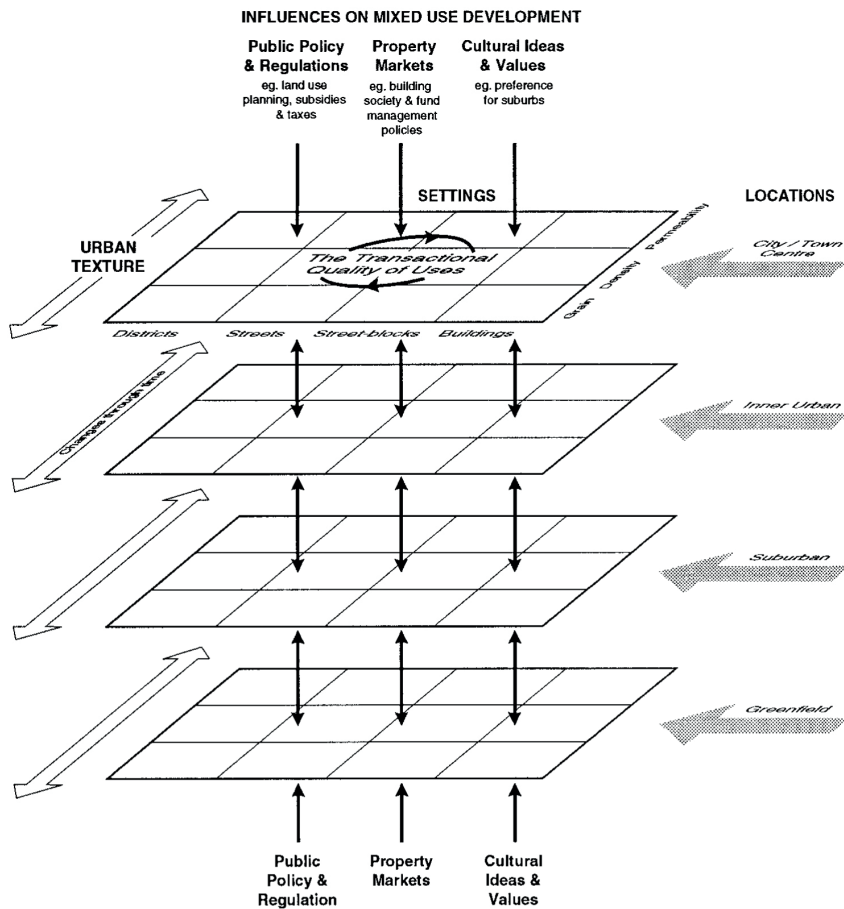 INFLUENCES ON MIXED USE DEVELOPMENT
Public Policy
& Regulations
eg. land use
planning, subsidies
& taxes
Property
Markets
eg. building
society & fund
management
policies
Cultural Ideas
& Values
eg. preference
for suburbs
SETTINGS
LOCATIONS
URBAN
TEXTURE
The Transactional
Quality of Uses
Grain Density Permeability
City / Town
Centre
Districts Streets Street-blocks Buildings
Changes through time
Inner Urban
Suburban
Greenfield
Public
Policy &
Regulation
Property
Markets
Cultural
Ideas &
Values